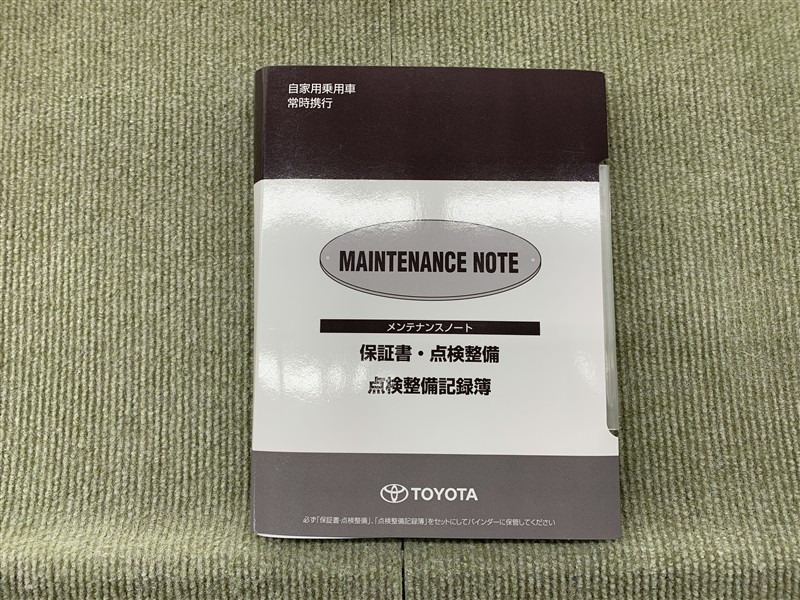 自家用乗用車
常時携行
MAINTENANCE NOTE
メンテナンスノート
保証書・点検整備
点検整備記録簿
TOYOTA
必ず「保証書・点検整備」、「点検整備記録簿」をセットにしてバインダーに保管してください